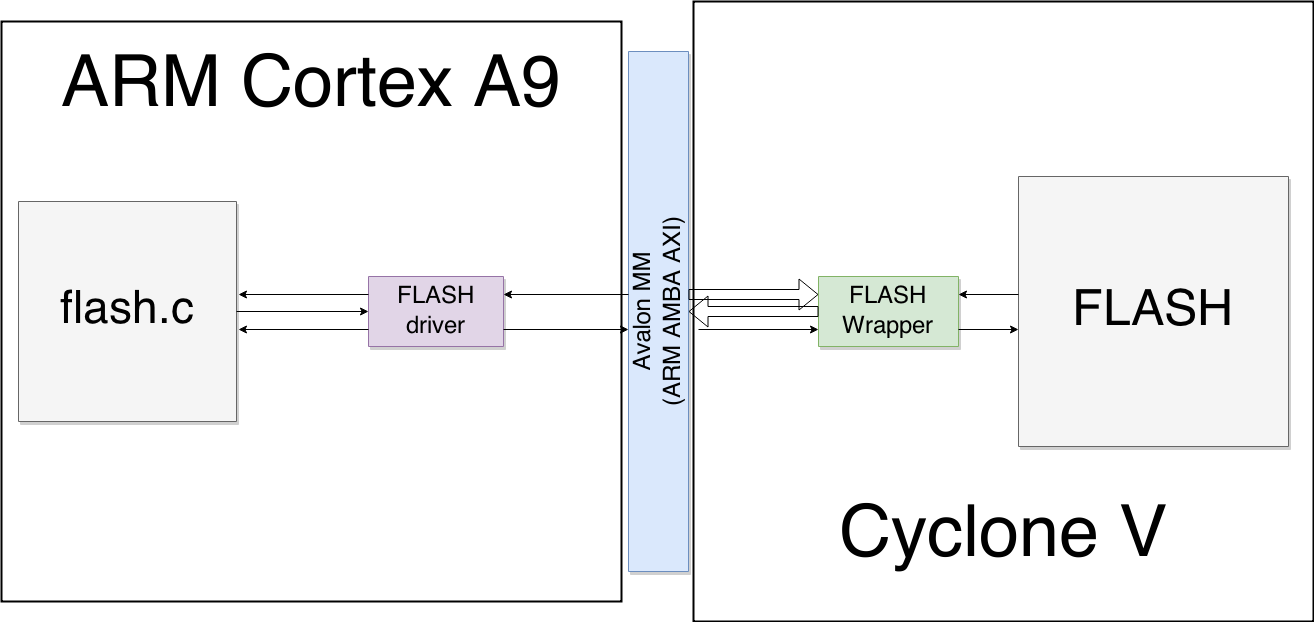 ARM Cortex A9
flash.c
FLASH
driver
Avalon MM
(ARM AMBA AXI)
FLASH
Wrapper
FLASH
Cyclone V